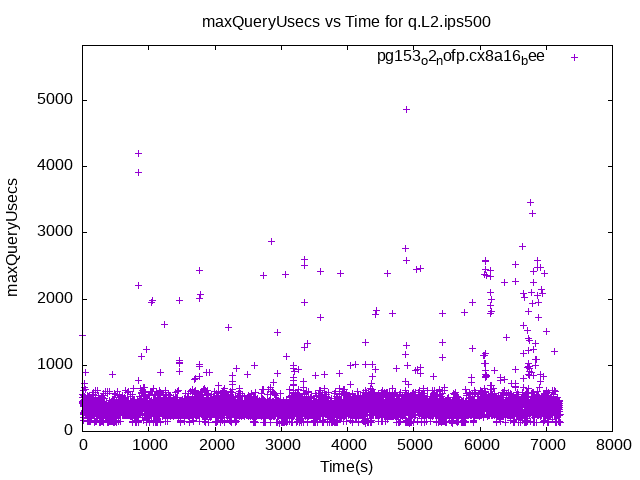 maxQueryUsecs vs Time for q.L2.ips500
pg153o2nofp.cx8a16bee
5000
4000
3000
2000
1000
0
maxQueryUsecs
0 1000 2000 3000 4000 5000 6000 7000 8000
Time(s)